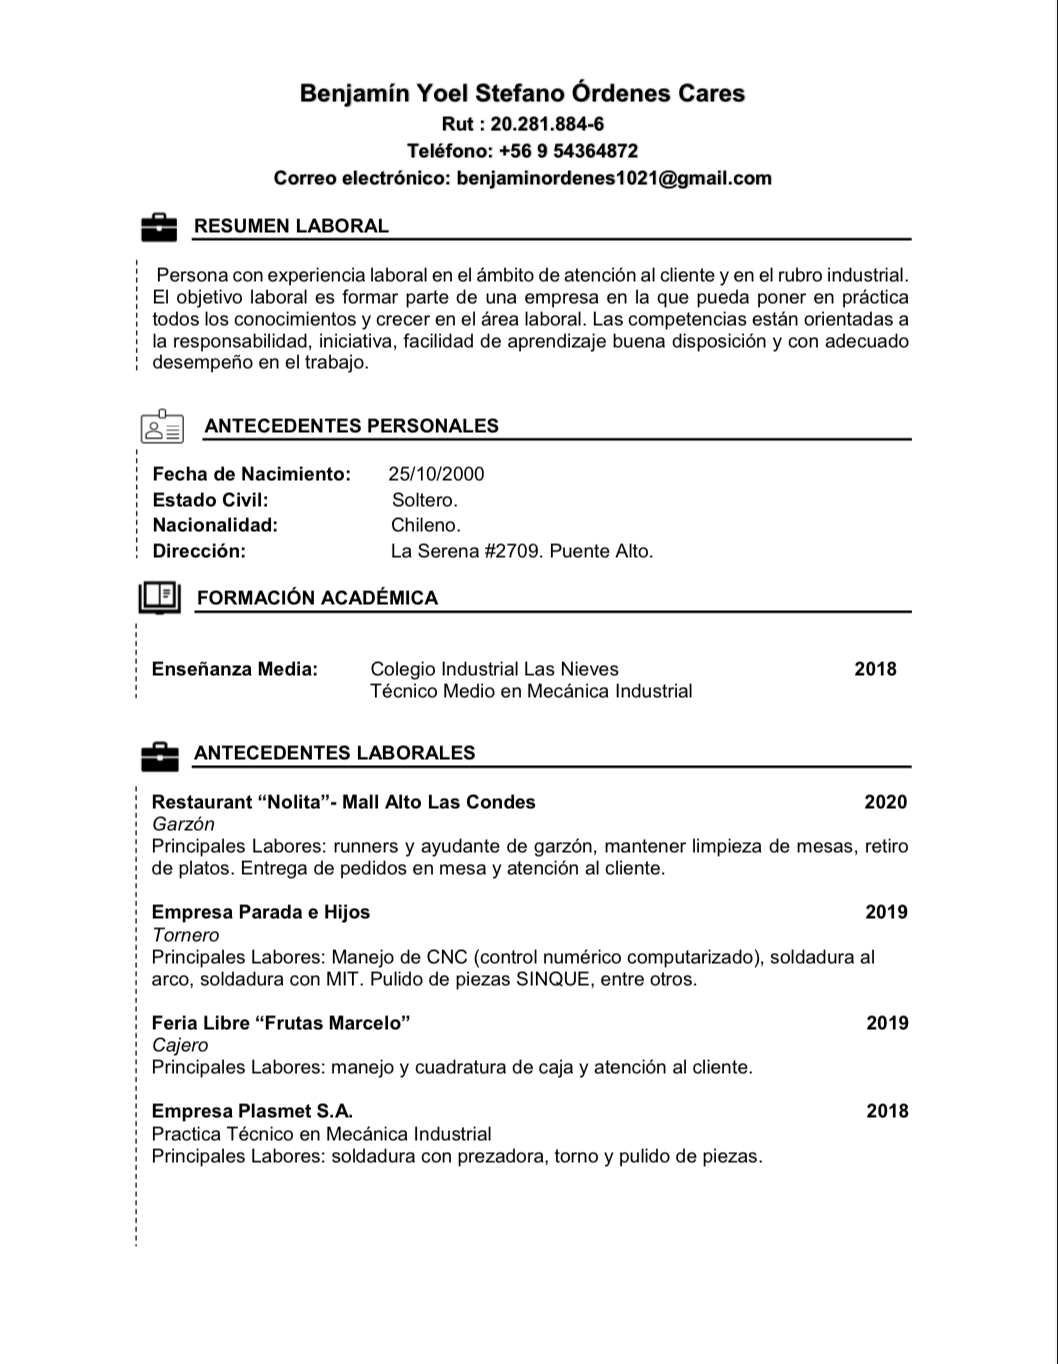 Benjamín Yoel Stefano Órdenes Cares
Rut : 20.281.884-6
Teléfono: +56 9 54364872
Correo electrónico: benjaminordenes1021@gmail.com
RESUMEN LABORAL
Persona con experiencia laboral en el ámbito de atención al cliente y en el rubro industrial.
El objetivo laboral es formar parte de una empresa en la que pueda poner en práctica
todos los conocimientos y crecer en el área laboral. Las competencias están orientadas a
la responsabilidad, iniciativa, facilidad de aprendizaje buena disposición y con adecuado
desempeño en el trabajo.
ANTECEDENTES PERSONALES
Fecha de Nacimiento: 25/10/2000
Estado Civil: Soltero.
Nacionalidad: Chileno.
Dirección: La Serena #2709. Puente Alto.
FORMACIÓN ACADÉMICA
Enseñanza Media: Colegio Industrial Las Nieves 2018
Técnico Medio en Mecánica Industrial
ANTECEDENTES LABORALES
Restaurant “Nolita”- Mall Alto Las Condes 2020
Garzón
Principales Labores: runners y ayudante de garzón, mantener limpieza de mesas, retiro
de platos. Entrega de pedidos en mesa y atención al cliente.
Empresa Parada e Hijos 2019
Tornero
Principales Labores: Manejo de CNC (control numérico computarizado), soldadura al
arco, soldadura con MIT. Pulido de piezas SINQUE, entre otros.
Feria Libre “Frutas Marcelo” 2019
Cajero
Principales Labores: manejo y cuadratura de caja y atención al cliente.
Empresa Plasmet S.A. 2018
Practica Técnico en Mecánica Industrial
Principales Labores: soldadura con prezadora, torno y pulido de piezas.